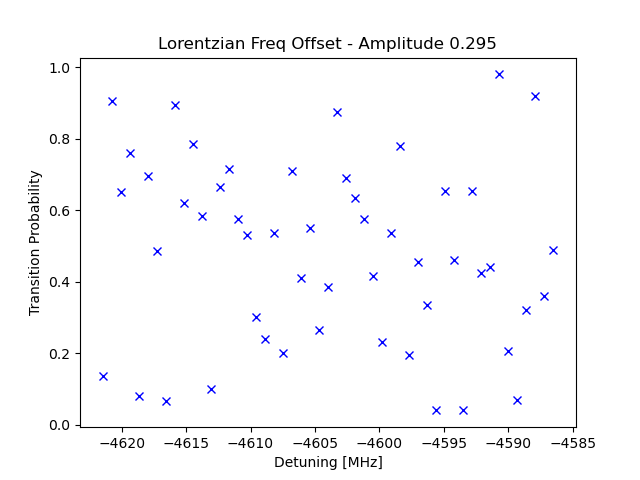 Lorentzian Freq Offset - Amplitude 0.295
Transition Probability
1.0
0.8
0.6
0.4
0.2
0.0
−4620 −4615 −4610 −4605 −4600 −4595 −4590 −4585
Detuning [MHz]